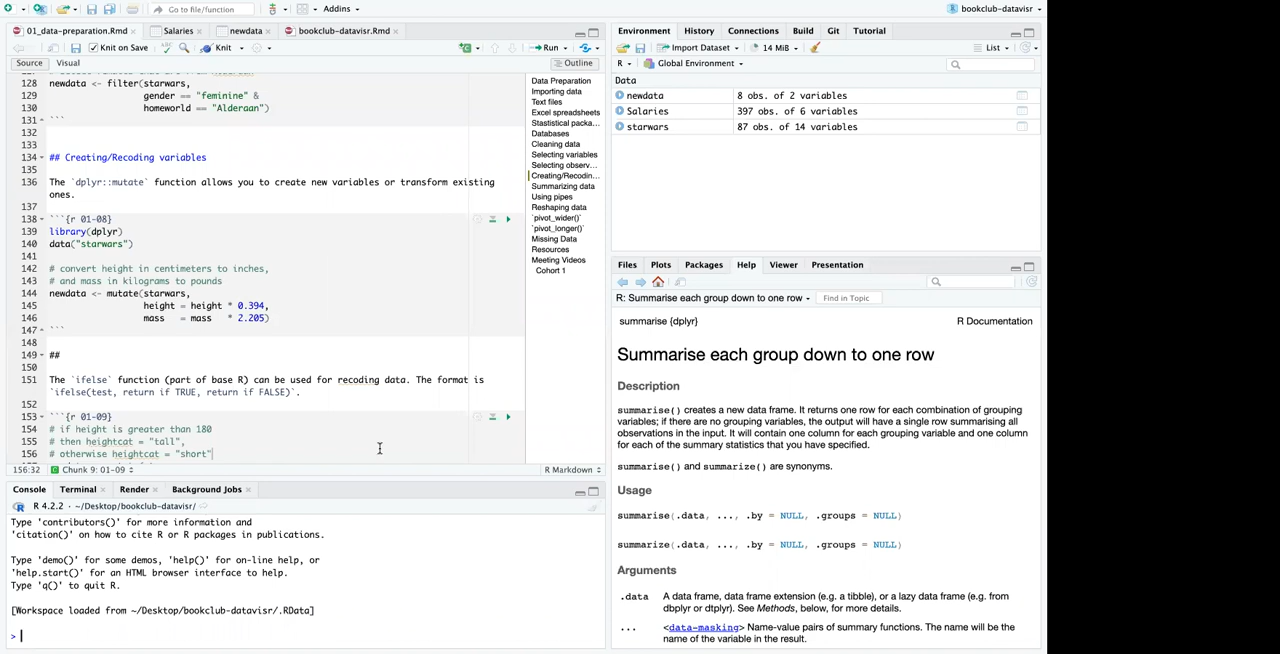 Go to file/function
Addins
bookclub-datavisr
01_data-preparation.Rmd
Salaries
newdata
bookclub-datavisr.Rmd
Knit on Save
Knit
Run
Source
Visual
Outline
128 newdata <- filter(starwars,
129 gender == "feminine" &
130 homeworld == "Alderaan")
131 ```
132
133
134 ## Creating/Recoding variables
135
136 The `dplyr::mutate` function allows you to create new variables or transform existing
ones.
137
138 ```{r 01-08}
139 library(dplyr)
140 data("starwars")
141
142 # convert height in centimeters to inches,
143 # and mass in kilograms to pounds
144 newdata <- mutate(starwars,
145 height = height * 0.394,
146 mass = mass * 2.205)
147 ```
148
149 ##
150
151 The `ifelse` function (part of base R) can be used for recoding data. The format is
`ifelse(test, return if TRUE, return if FALSE)`.
152
153 ```{r 01-09}
154 # if height is greater than 180
155 # then heightcat = "tall",
156 # otherwise heightcat = "short"
156:32
Chunk 9: 01-09
R Markdown
Data Preparation
Importing data
Text files
Excel spreadsheets
Stastistical packa...
Databases
Cleaning data
Selecting variables
Selecting observ...
Creating/Recodin...
Summarizing data
Using pipes
Reshaping data
`pivot_wider()`
`pivot_longer()`
Missing Data
Resources
Meeting Videos
Cohort 1
Console
Terminal
Render
Background Jobs
R 4.2.2 · ~/Desktop/bookclub-datavisr/
Type 'contributors()' for more information and
'citation()' on how to cite R or R packages in publications.
Type 'demo()' for some demos, 'help()' for on-line help, or
'help.start()' for an HTML browser interface to help.
Type 'q()' to quit R.
[Workspace loaded from ~/Desktop/bookclub-datavisr/.RData]
>
Environment
History
Connections
Build
Git
Tutorial
Import Dataset
14 MiB
List
R
Global Environment
Data
newdata 8 obs. of 2 variables
Salaries 397 obs. of 6 variables
starwars 87 obs. of 14 variables
Files
Plots
Packages
Help
Viewer
Presentation
R: Summarise each group down to one row
Find in Topic
summarise {dplyr}
R Documentation
Summarise each group down to one row
Description
summarise() creates a new data frame. It returns one row for each combination of grouping
variables; if there are no grouping variables, the output will have a single row summarising all
observations in the input. It will contain one column for each grouping variable and one column
for each of the summary statistics that you have specified.
summarise() and summarize() are synonyms.
Usage
summarise(.data, ..., .by = NULL, .groups = NULL)
summarize(.data, ..., .by = NULL, .groups = NULL)
Arguments
.data A data frame, data frame extension (e.g. a tibble), or a lazy data frame (e.g. from
dbplyr or dtplyr). See Methods, below, for more details.
... <data-masking> Name-value pairs of summary functions. The name will be the
name of the variable in the result.